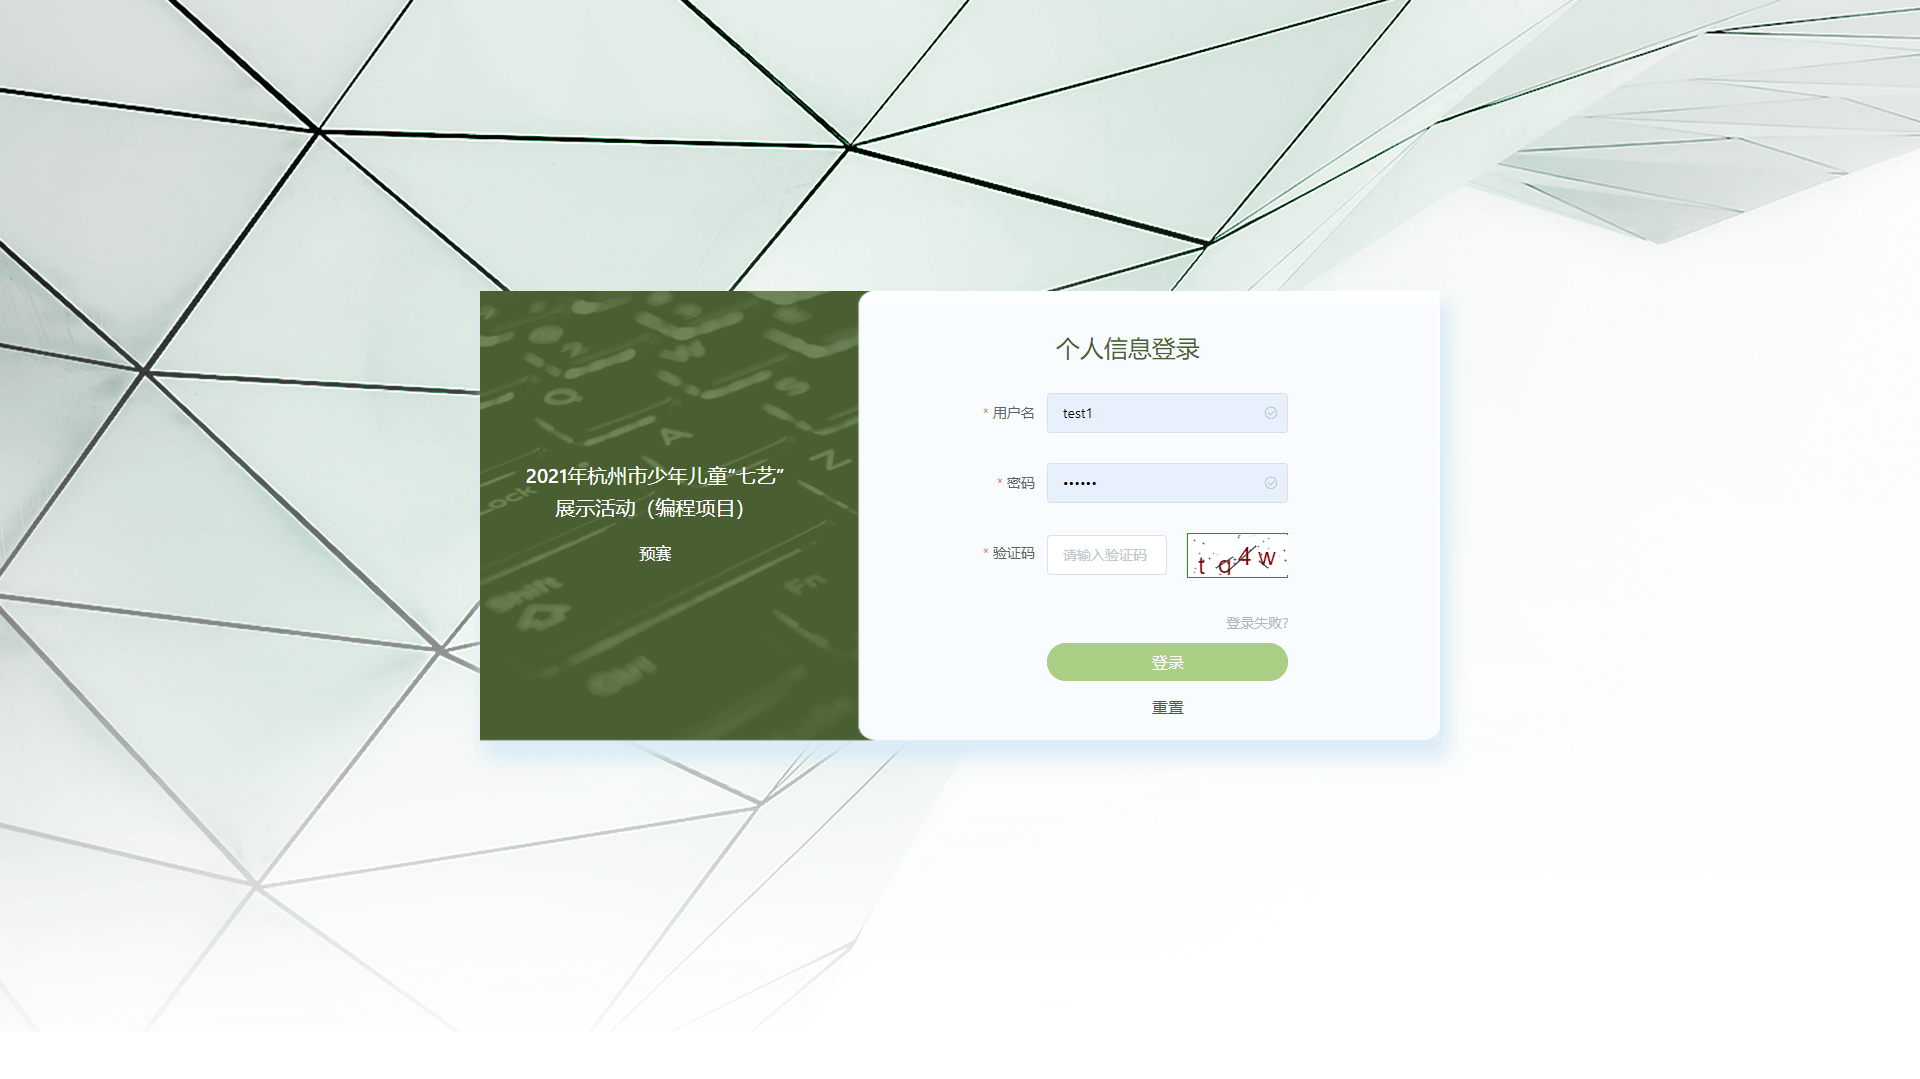 2021年杭州市少年儿童“七艺”
展示活动（编程项目）
预赛
个人信息登录
* 用户名
test1
* 密码
••••••
* 验证码
请输入验证码
tq4w
登录失败?
登录
重置